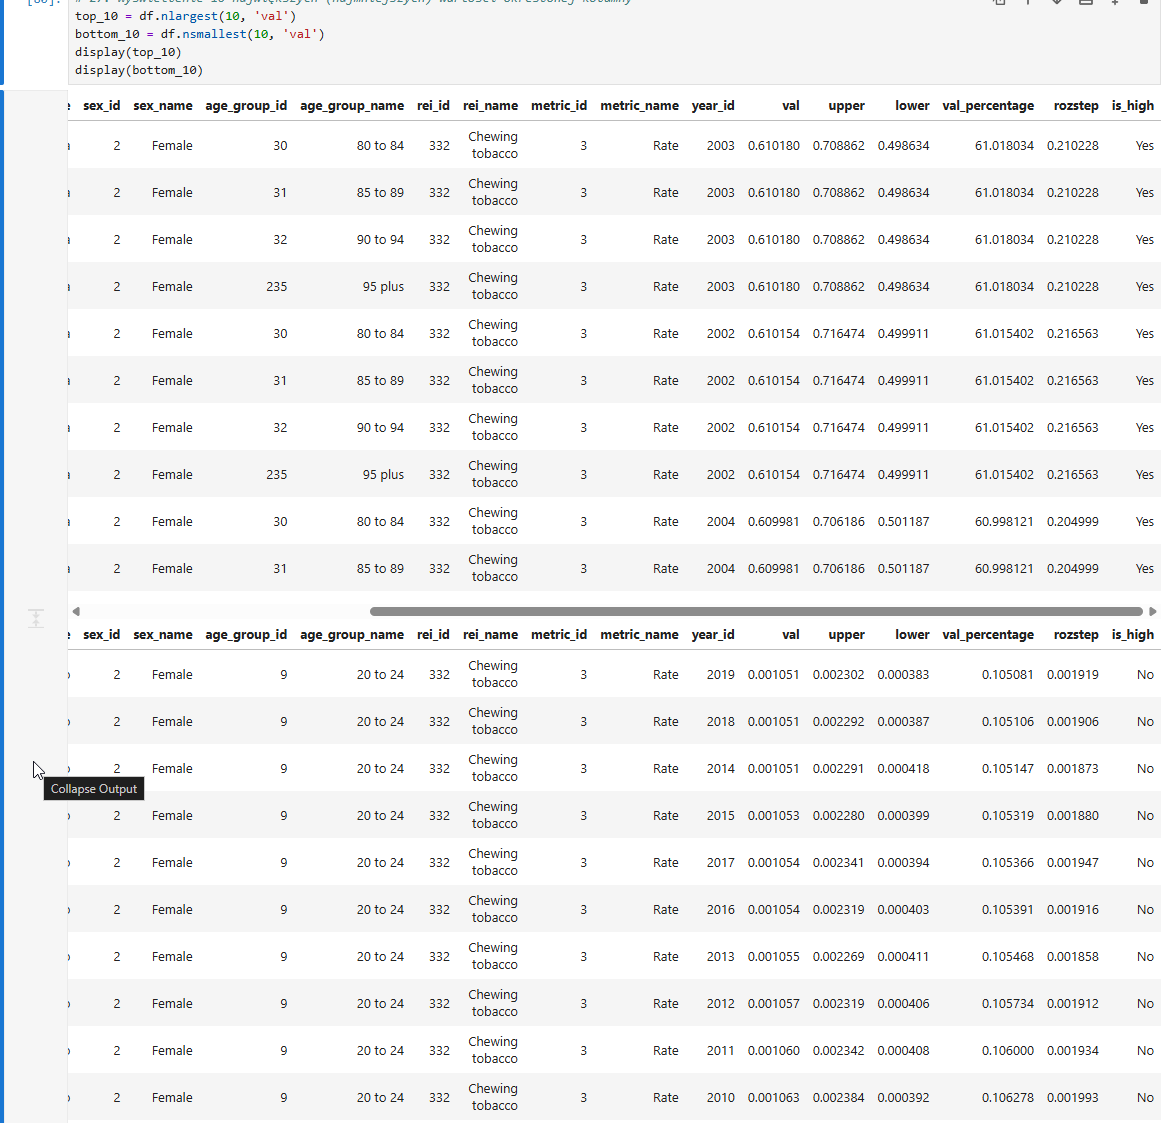 top_10 = df.nlargest(10, 'val')
bottom_10 = df.nsmallest(10, 'val')
display(top_10)
display(bottom_10)
sex_id sex_name age_group_id age_group_name rei_id rei_name metric_id metric_name year_id val upper lower val_percentage rozstep is_high
2 Female 30 80 to 84 332 Chewing tobacco 3 Rate 2003 0.610180 0.708862 0.498634 61.018034 0.210228 Yes
2 Female 31 85 to 89 332 Chewing tobacco 3 Rate 2003 0.610180 0.708862 0.498634 61.018034 0.210228 Yes
2 Female 32 90 to 94 332 Chewing tobacco 3 Rate 2003 0.610180 0.708862 0.498634 61.018034 0.210228 Yes
2 Female 235 95 plus 332 Chewing tobacco 3 Rate 2003 0.610180 0.708862 0.498634 61.018034 0.210228 Yes
2 Female 30 80 to 84 332 Chewing tobacco 3 Rate 2002 0.610154 0.716474 0.499911 61.015402 0.216563 Yes
2 Female 31 85 to 89 332 Chewing tobacco 3 Rate 2002 0.610154 0.716474 0.499911 61.015402 0.216563 Yes
2 Female 32 90 to 94 332 Chewing tobacco 3 Rate 2002 0.610154 0.716474 0.499911 61.015402 0.216563 Yes
2 Female 235 95 plus 332 Chewing tobacco 3 Rate 2002 0.610154 0.716474 0.499911 61.015402 0.216563 Yes
2 Female 30 80 to 84 332 Chewing tobacco 3 Rate 2004 0.609981 0.706186 0.501187 60.998121 0.204999 Yes
2 Female 31 85 to 89 332 Chewing tobacco 3 Rate 2004 0.609981 0.706186 0.501187 60.998121 0.204999 Yes
sex_id sex_name age_group_id age_group_name rei_id rei_name metric_id metric_name year_id val upper lower val_percentage rozstep is_high
2 Female 9 20 to 24 332 Chewing tobacco 3 Rate 2019 0.001051 0.002302 0.000383 0.105081 0.001919 No
2 Female 9 20 to 24 332 Chewing tobacco 3 Rate 2018 0.001051 0.002292 0.000387 0.105106 0.001906 No
2 Female 9 20 to 24 332 Chewing tobacco 3 Rate 2014 0.001051 0.002291 0.000418 0.105147 0.001873 No
Collapse Output
2 Female 9 20 to 24 332 Chewing tobacco 3 Rate 2015 0.001053 0.002280 0.000399 0.105319 0.001880 No
2 Female 9 20 to 24 332 Chewing tobacco 3 Rate 2017 0.001054 0.002341 0.000394 0.105366 0.001947 No
2 Female 9 20 to 24 332 Chewing tobacco 3 Rate 2016 0.001054 0.002319 0.000403 0.105391 0.001916 No
2 Female 9 20 to 24 332 Chewing tobacco 3 Rate 2013 0.001055 0.002269 0.000411 0.105468 0.001858 No
2 Female 9 20 to 24 332 Chewing tobacco 3 Rate 2012 0.001057 0.002319 0.000406 0.105734 0.001912 No
2 Female 9 20 to 24 332 Chewing tobacco 3 Rate 2011 0.001060 0.002342 0.000408 0.106000 0.001934 No
2 Female 9 20 to 24 332 Chewing tobacco 3 Rate 2010 0.001063 0.002384 0.000392 0.106278 0.001993 No